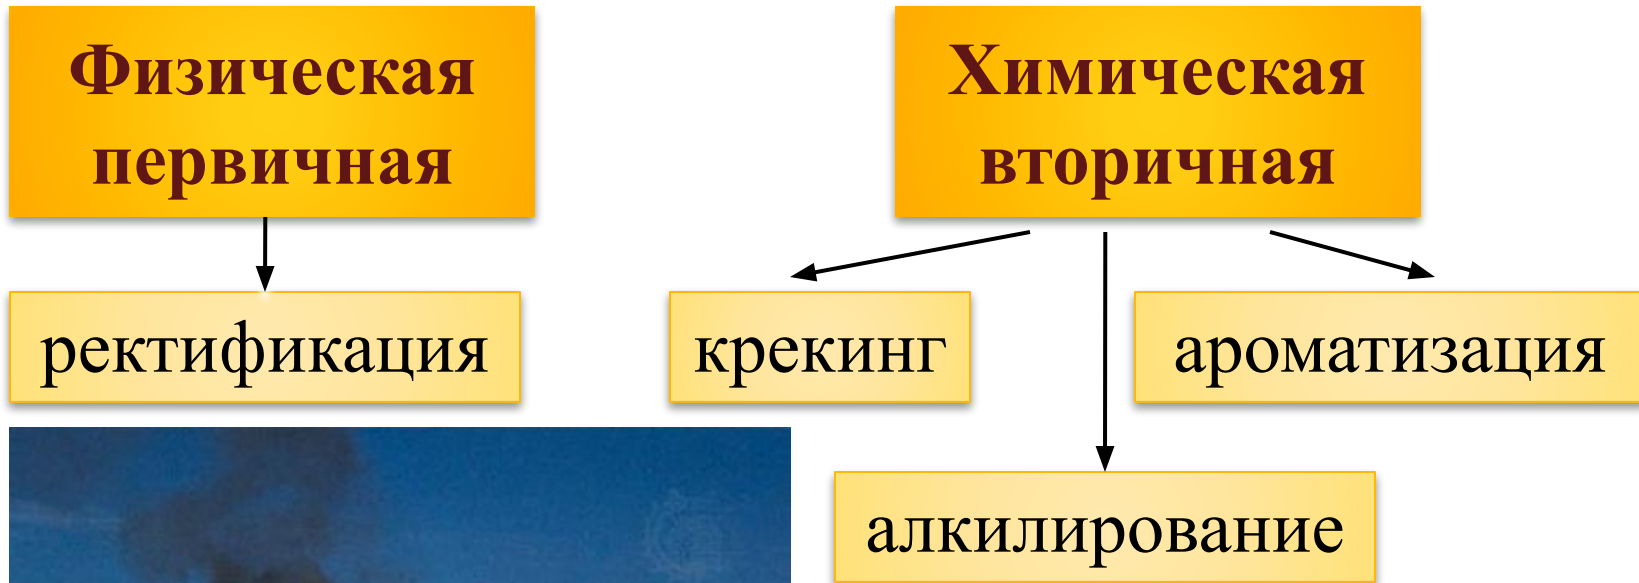 Физическая
первичная
Химическая
вторичная
ректификация
крекинг
ароматизация
алкилирование